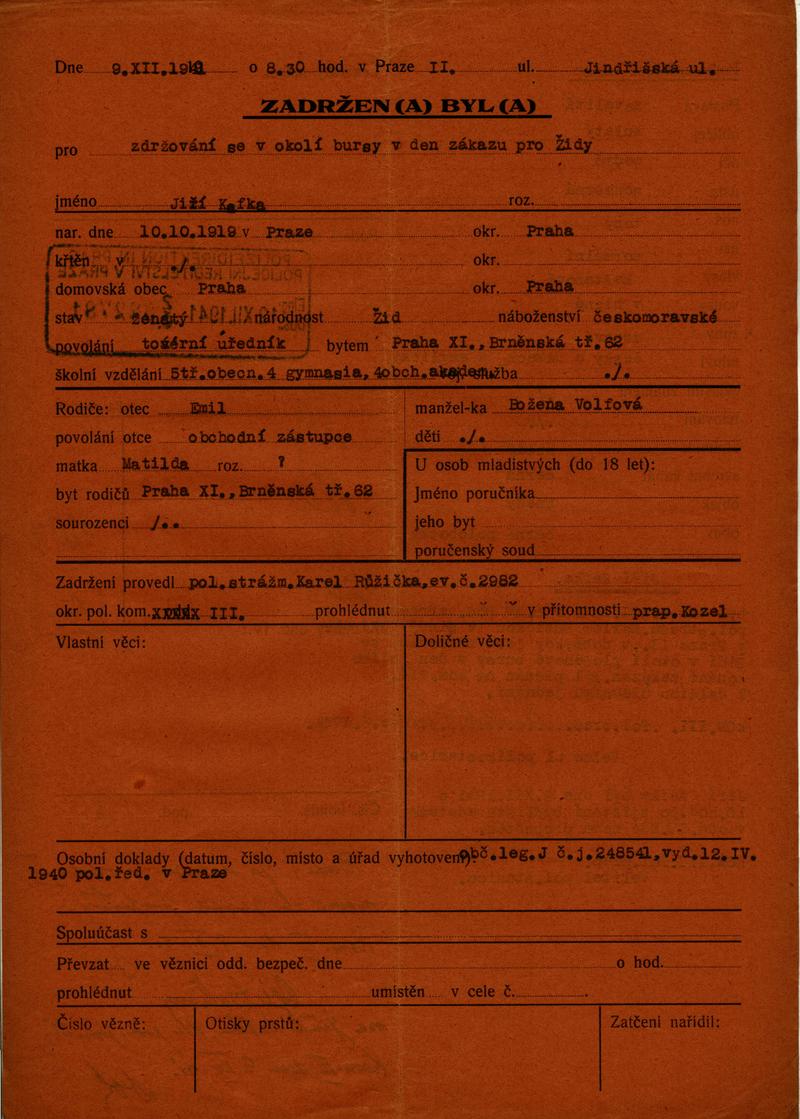 Dne 9.XII.1941 o 8.30 hod. v Praze II. ul. Jindřišská ul.
ZADRŽEN(A) BYL(A)
pro zdržování se v okolí bursy v den zákazu pro Židy
jméno Jiří Kafka roz.
nar. dne 10.10.1919 v Praze okr. Praha
křtěn v ./. okr.
domovská obec Praha okr. Praha
stav ženatý národnost Žid náboženství českomoravské
povolání úředník bytem Praha XI., Brněnská tř.62
školní vzdělání 5tř.obecn.4 gymnasia, 4obch.akadem. služba ./.
Rodiče: otec Emil manžel-ka Božena Volfová
povolání otce obchodní zástupce děti ./.
matka Matilda roz. ? U osob mladistvých (do 18 let):
byt rodičů Praha XI., Brněnská tř.62 Jméno poručníka
sourozenci /.. jeho byt
poručenský soud
Zadržení provedl pol.strážm.Karel Růžička,ev.č.2982
okr. pol. kom. III. prohlédnut v přítomnosti prap.Kozel
Vlastní věci: Doličné věci:
Osobní doklady (datum, číslo, místo a úřad vyhotovení): obč.leg.J č.j.248541,vyd.12.IV.
1940 pol.řed. v Praze
Spoluúčast s
Převzat ve věznici odd. bezpeč. dne o hod.
prohlédnut umístěn v cele č.
Číslo vězně: Otisky prstů: Zatčení nařídil: